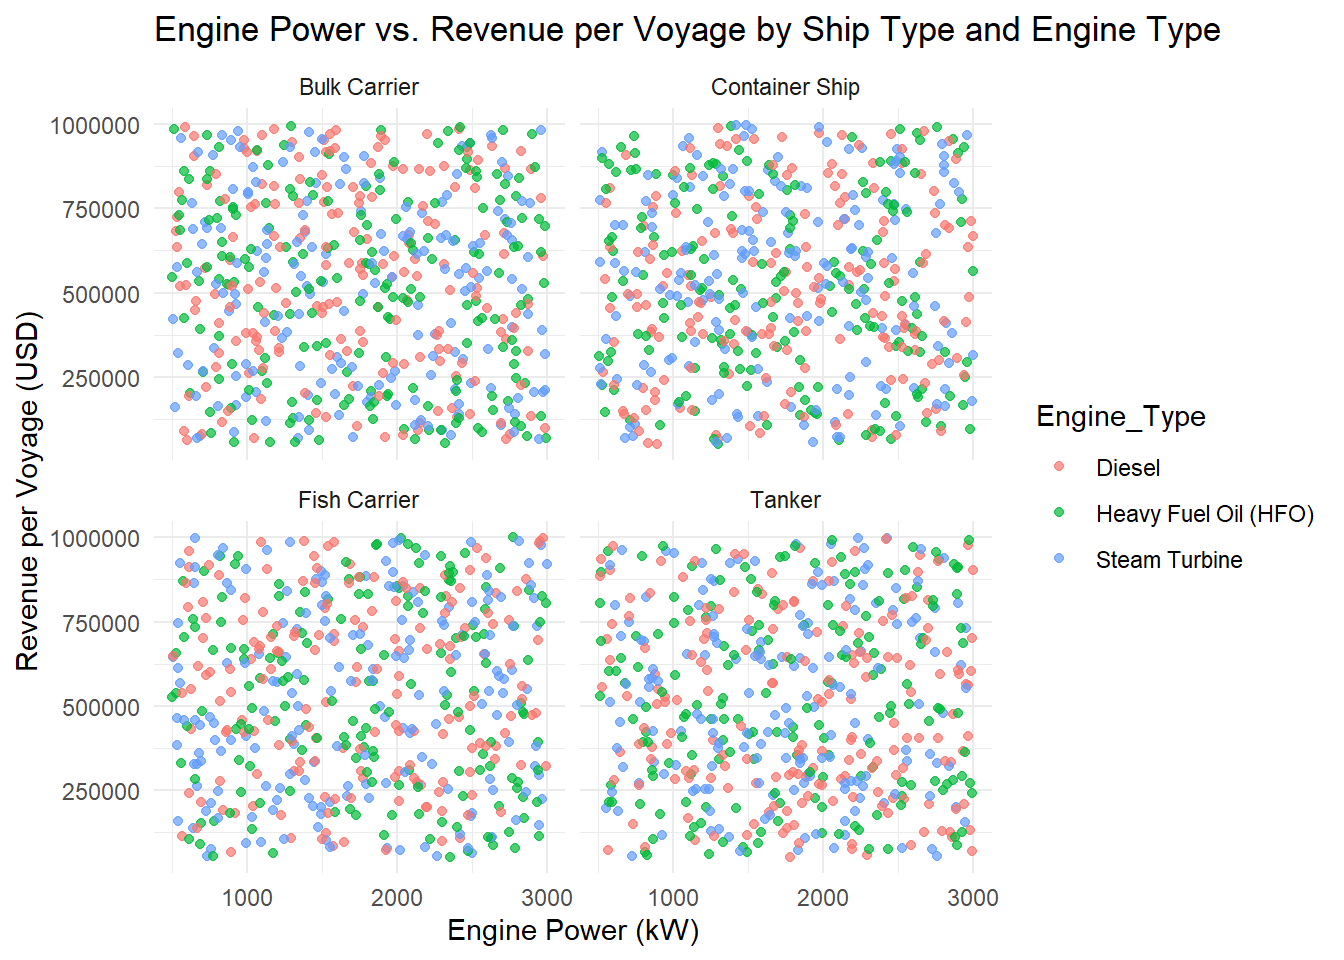 Engine Power vs. Revenue per Voyage by Ship Type and Engine Type
Bulk Carrier
Container Ship
1000000
750000
500000
250000
Fish Carrier
Tanker
1000000
750000
500000
250000
1000
2000
3000
1000
2000
3000
Engine Power (kW)
Revenue per Voyage (USD)
Engine_Type
Diesel
Heavy Fuel Oil (HFO)
Steam Turbine